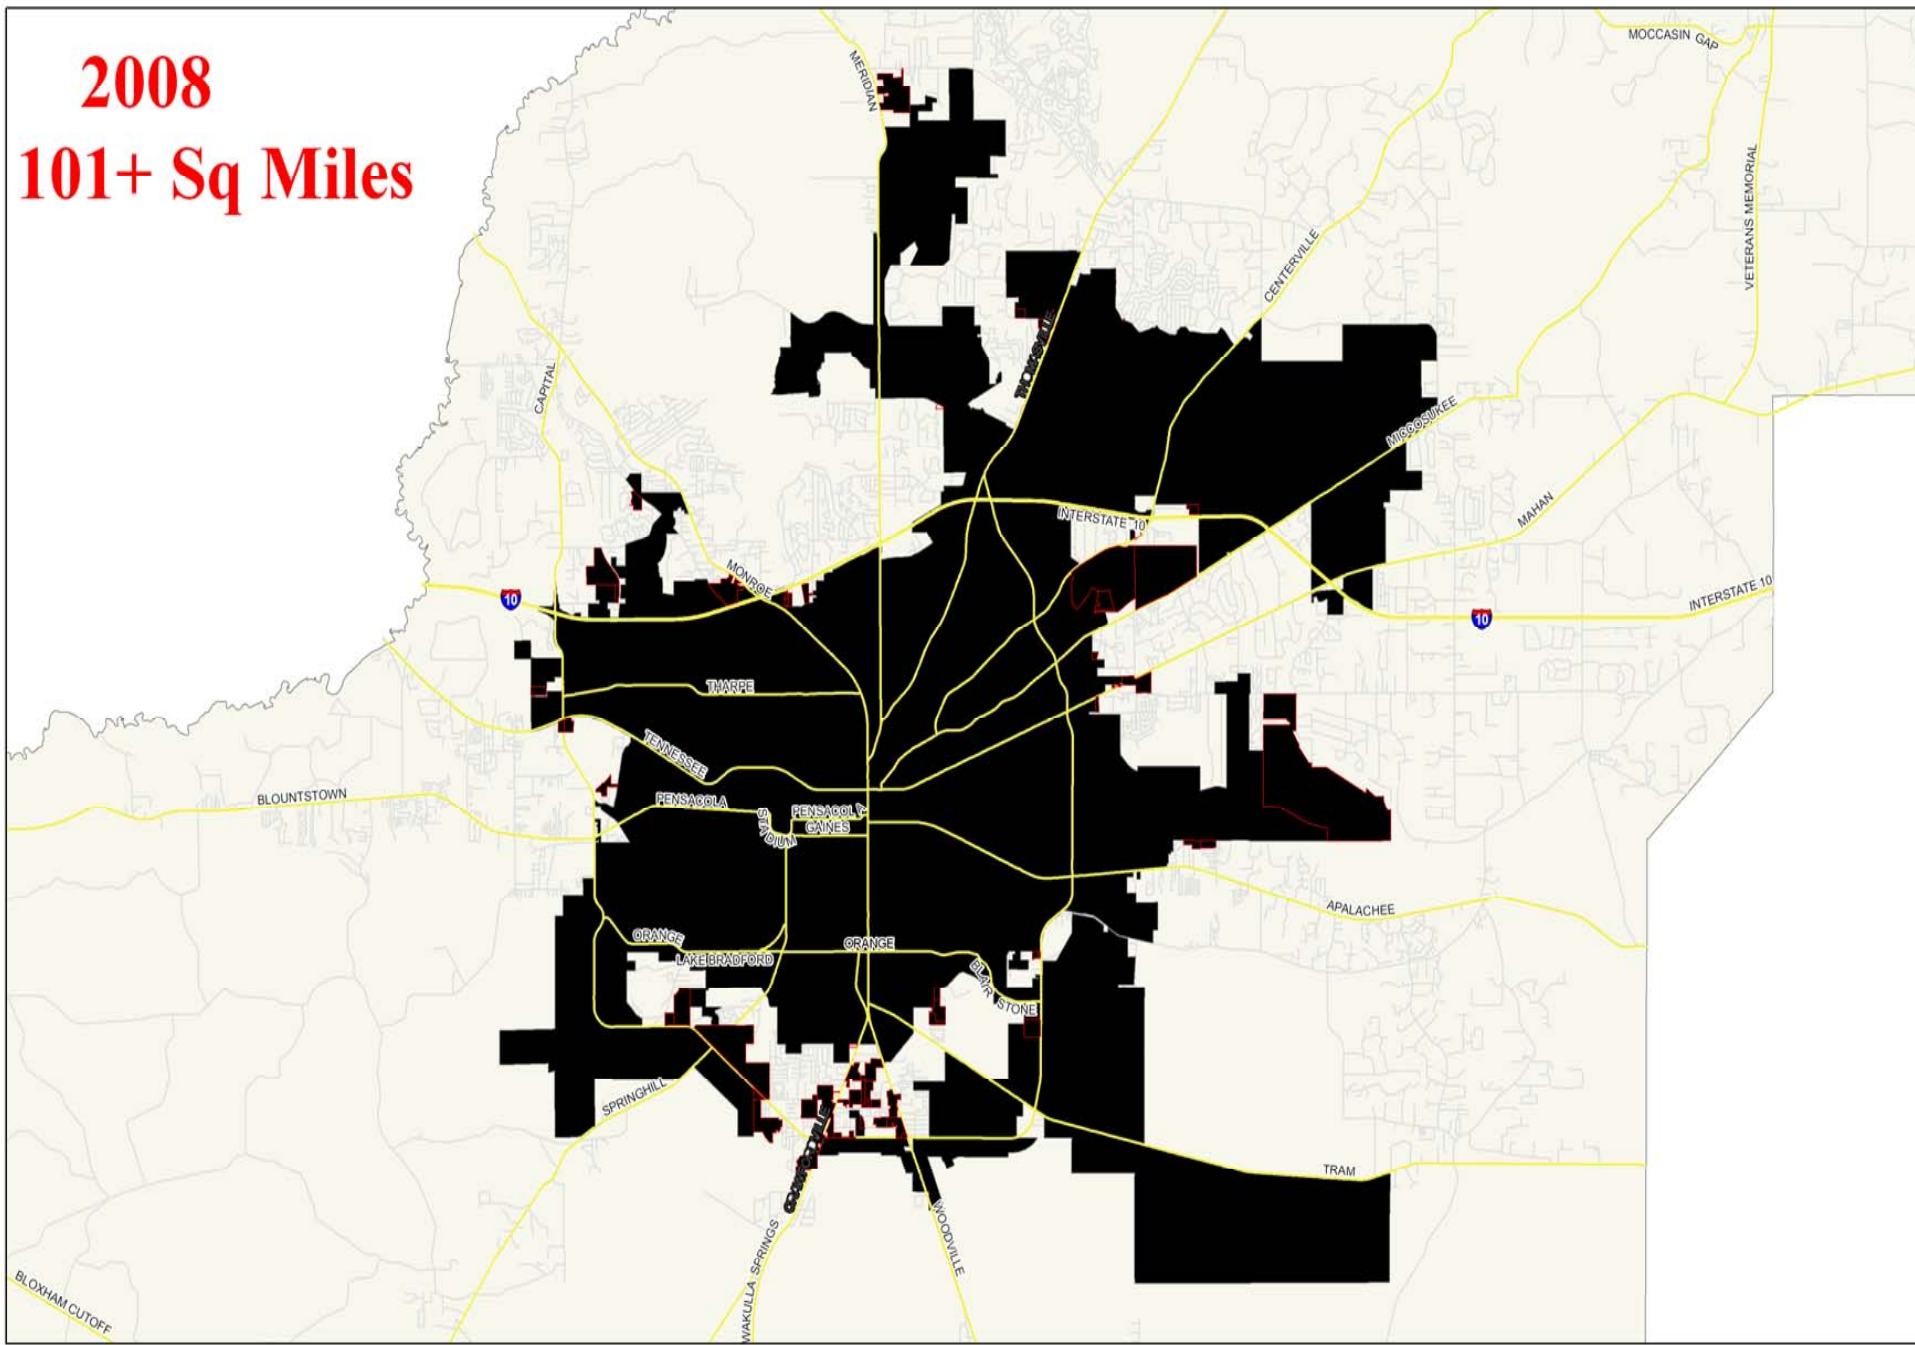 2008
101+ Sq Miles
MOCCASIN GAP
MERIDIAN
VETERANS MEMORIAL
CENTERVILLE
THOMASVILLE
CAPITAL
MICCOSUKEE
MAHAN
INTERSTATE 10
MONROE
10
INTERSTATE 10
10
THARPE
TENNESSEE
BLOUNTSTOWN
PENSACOLA
PENSACOLA
STADIUM
GAINES
APALACHEE
ORANGE
ORANGE
LAKE BRADFORD
BLAIR STONE
SPRINGHILL
CRAWFORDVILLE
TRAM
WOODVILLE
WAKULLA SPRINGS
BLOXHAM CUTOFF